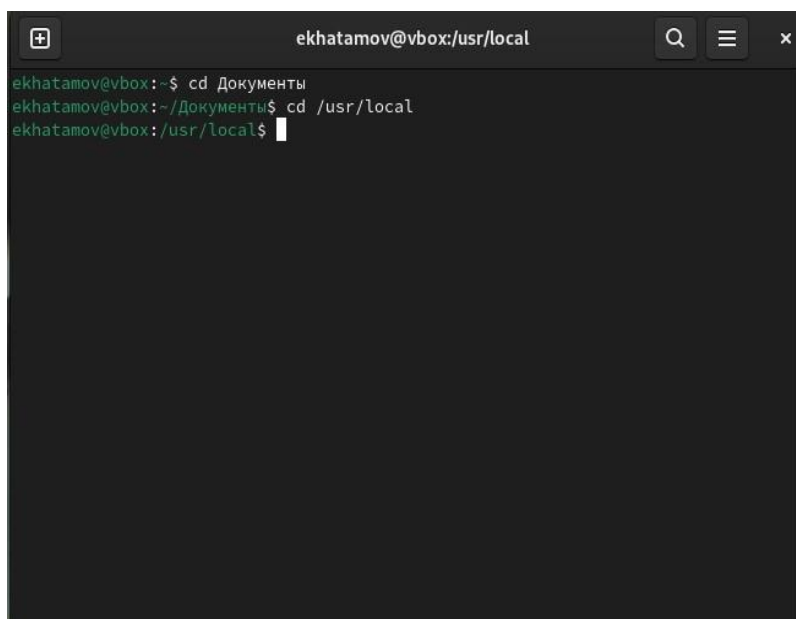 ekhatamov@vbox:/usr/local
ekhatamov@vbox:~$ cd Документы
ekhatamov@vbox:~/Документы$ cd /usr/local
ekhatamov@vbox:/usr/local$